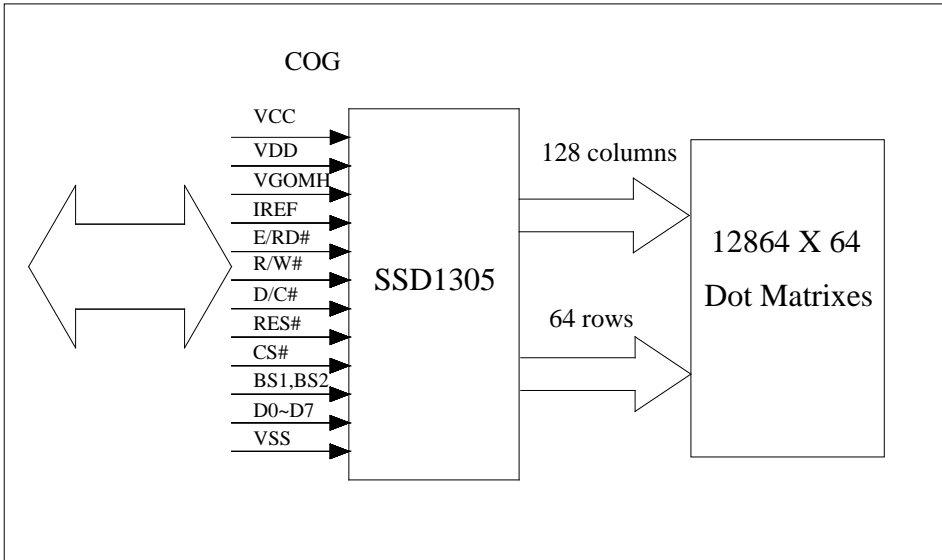 COG
VCC
VDD
VGOMH
IREF
E/RD#
R/W#
D/C#
RES#
CS#
BS1,BS2
D0~D7
VSS
SSD1305
128 columns
64 rows
12864 X 64
Dot Matrixes